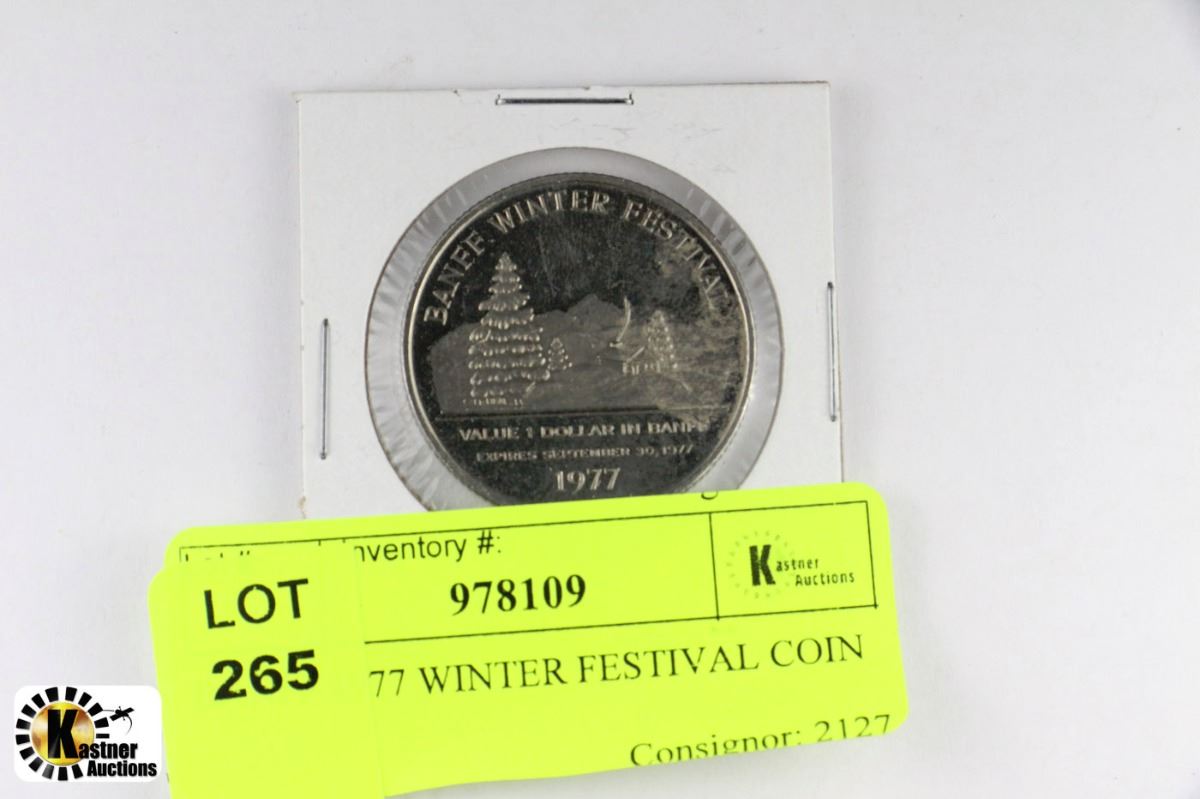 BANFF WINTER FESTIVAL
VALUE 1 DOLLAR IN BANFF
EXPIRES SEPTEMBER 30, 1977
1977
nventory #:
978109
Kastner
Auctions
LOT
265
77 WINTER FESTIVAL COIN
Consignor: 2127
Kastner
Auctions